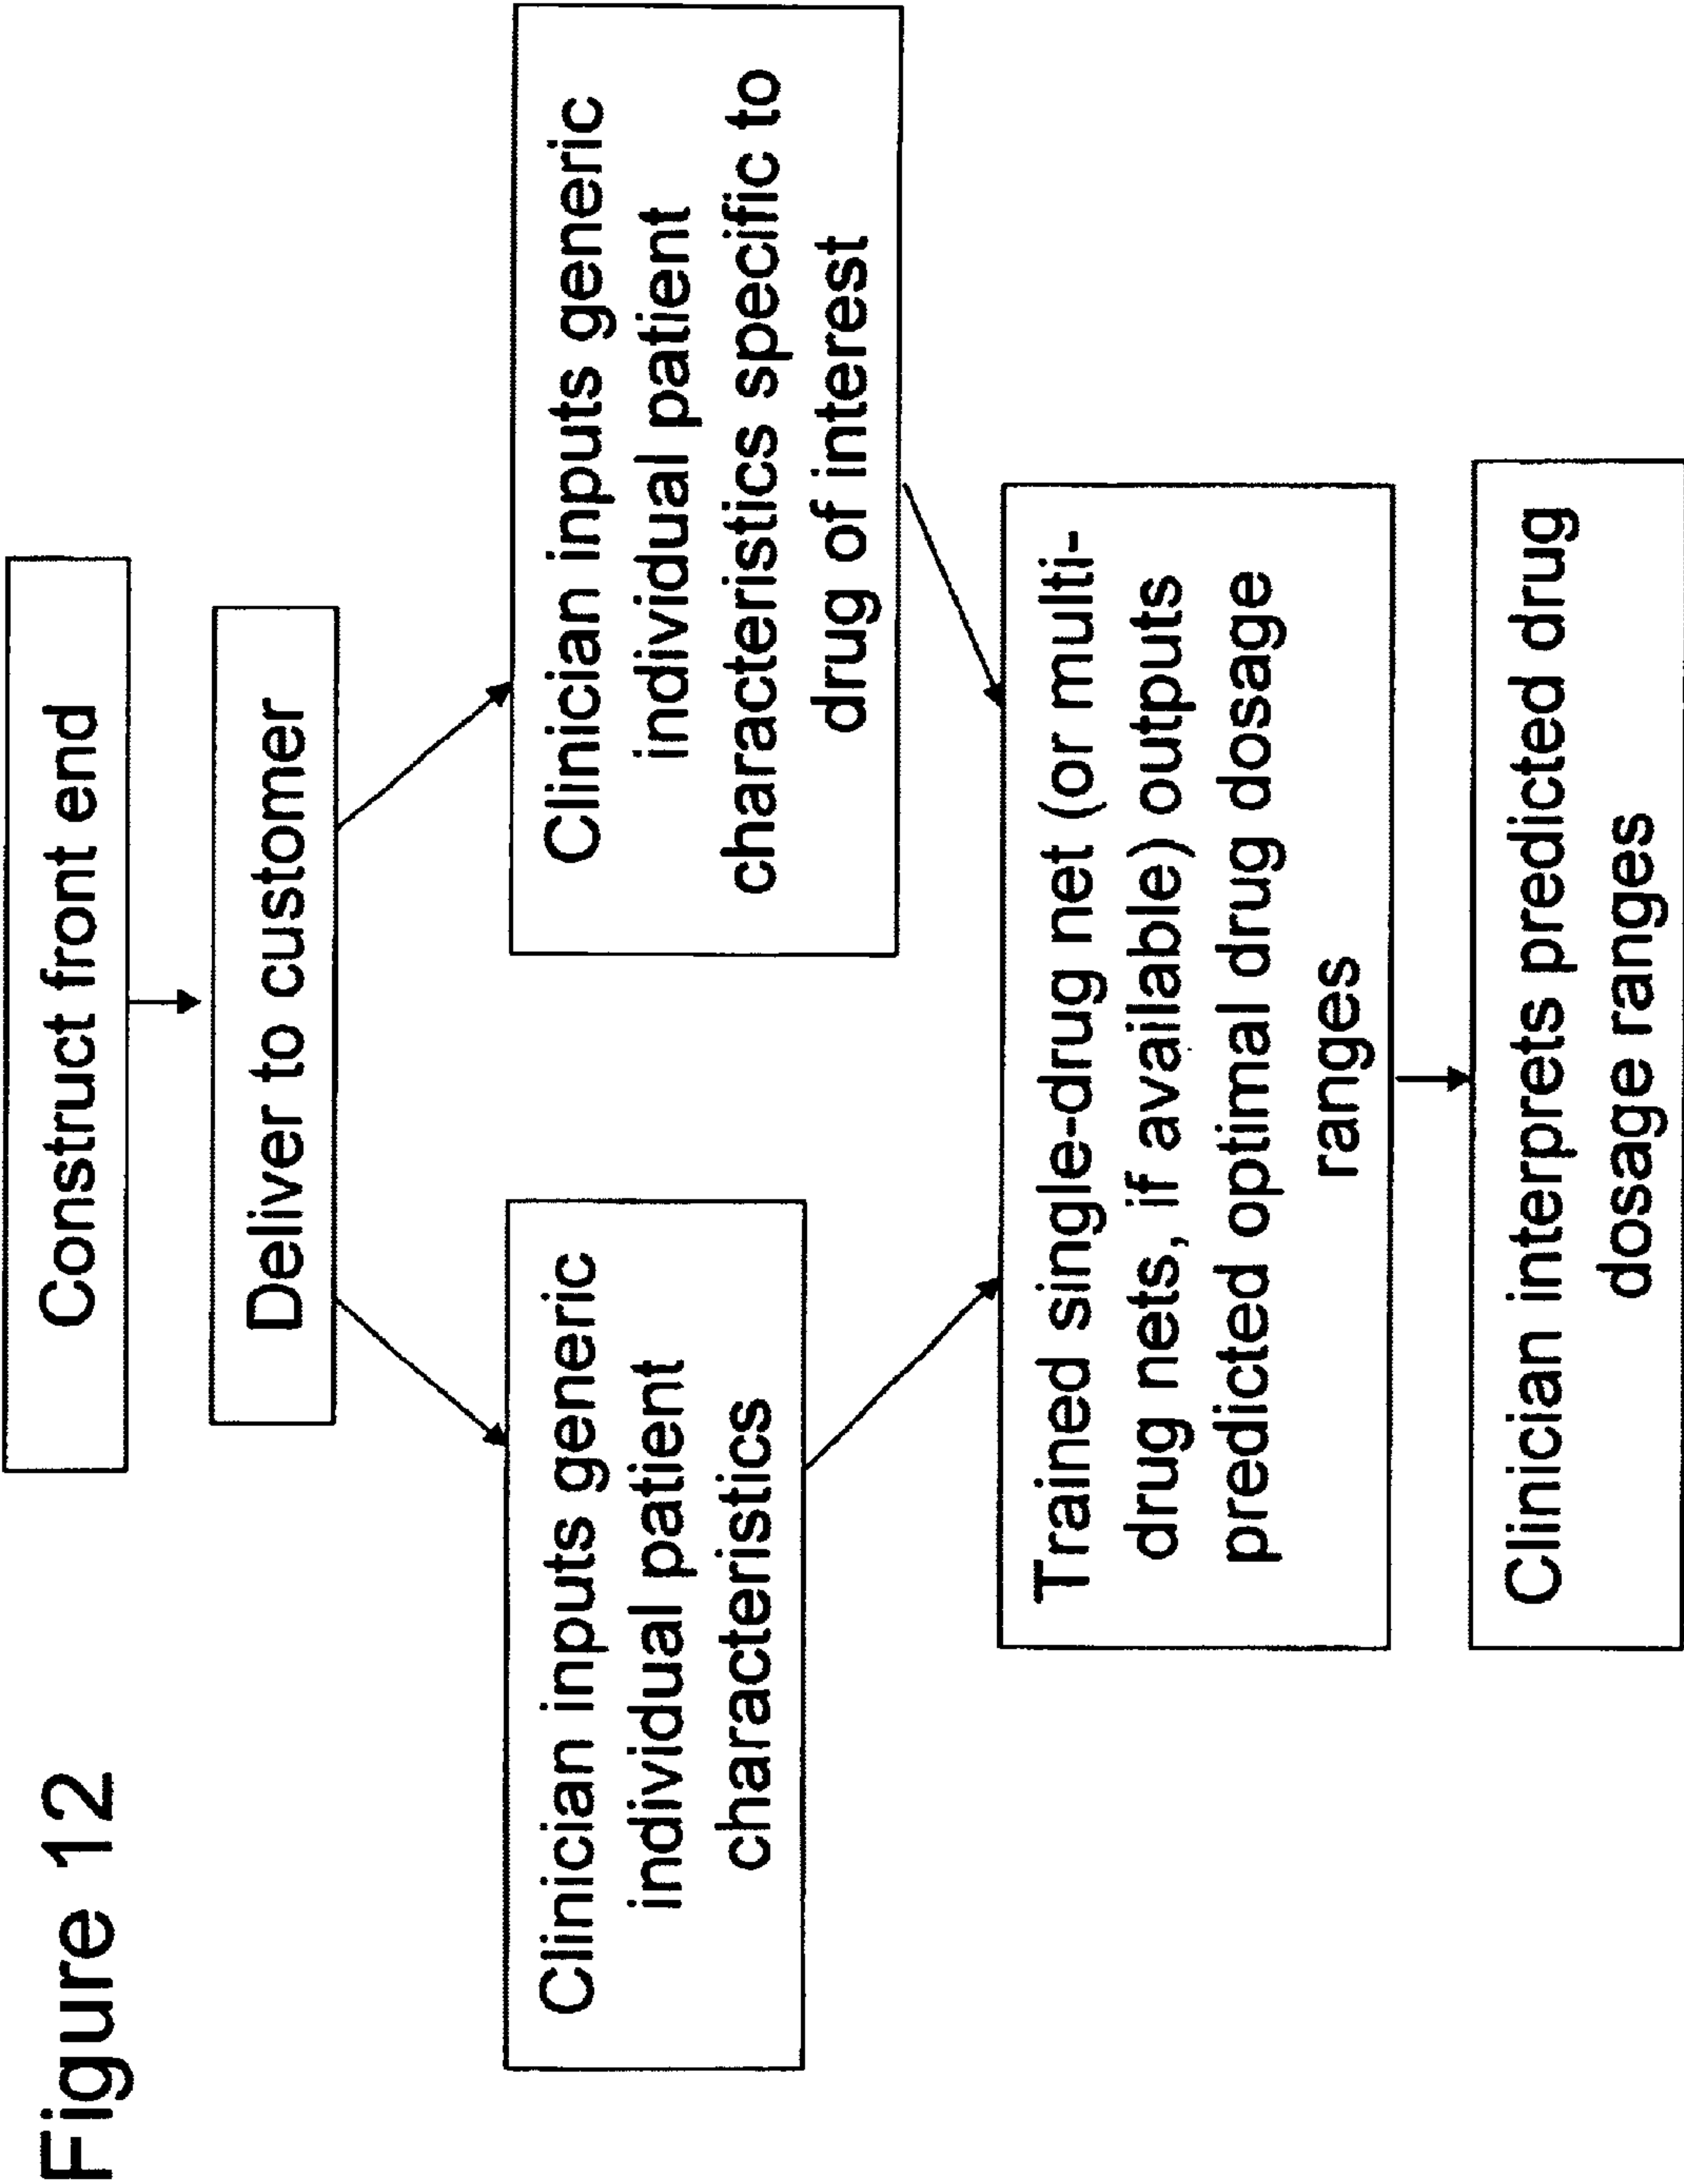 Figure 12
Construct front end
Deliver to customer
Clinician inputs generic
individual patient
characteristics
Clinician inputs generic
individual patient
characteristics specific to
drug of interest
Trained single-drug net (or multi-
drug nets, if available) outputs
predicted optimal drug dosage
ranges
Clinician interprets predicted drug
dosage ranges